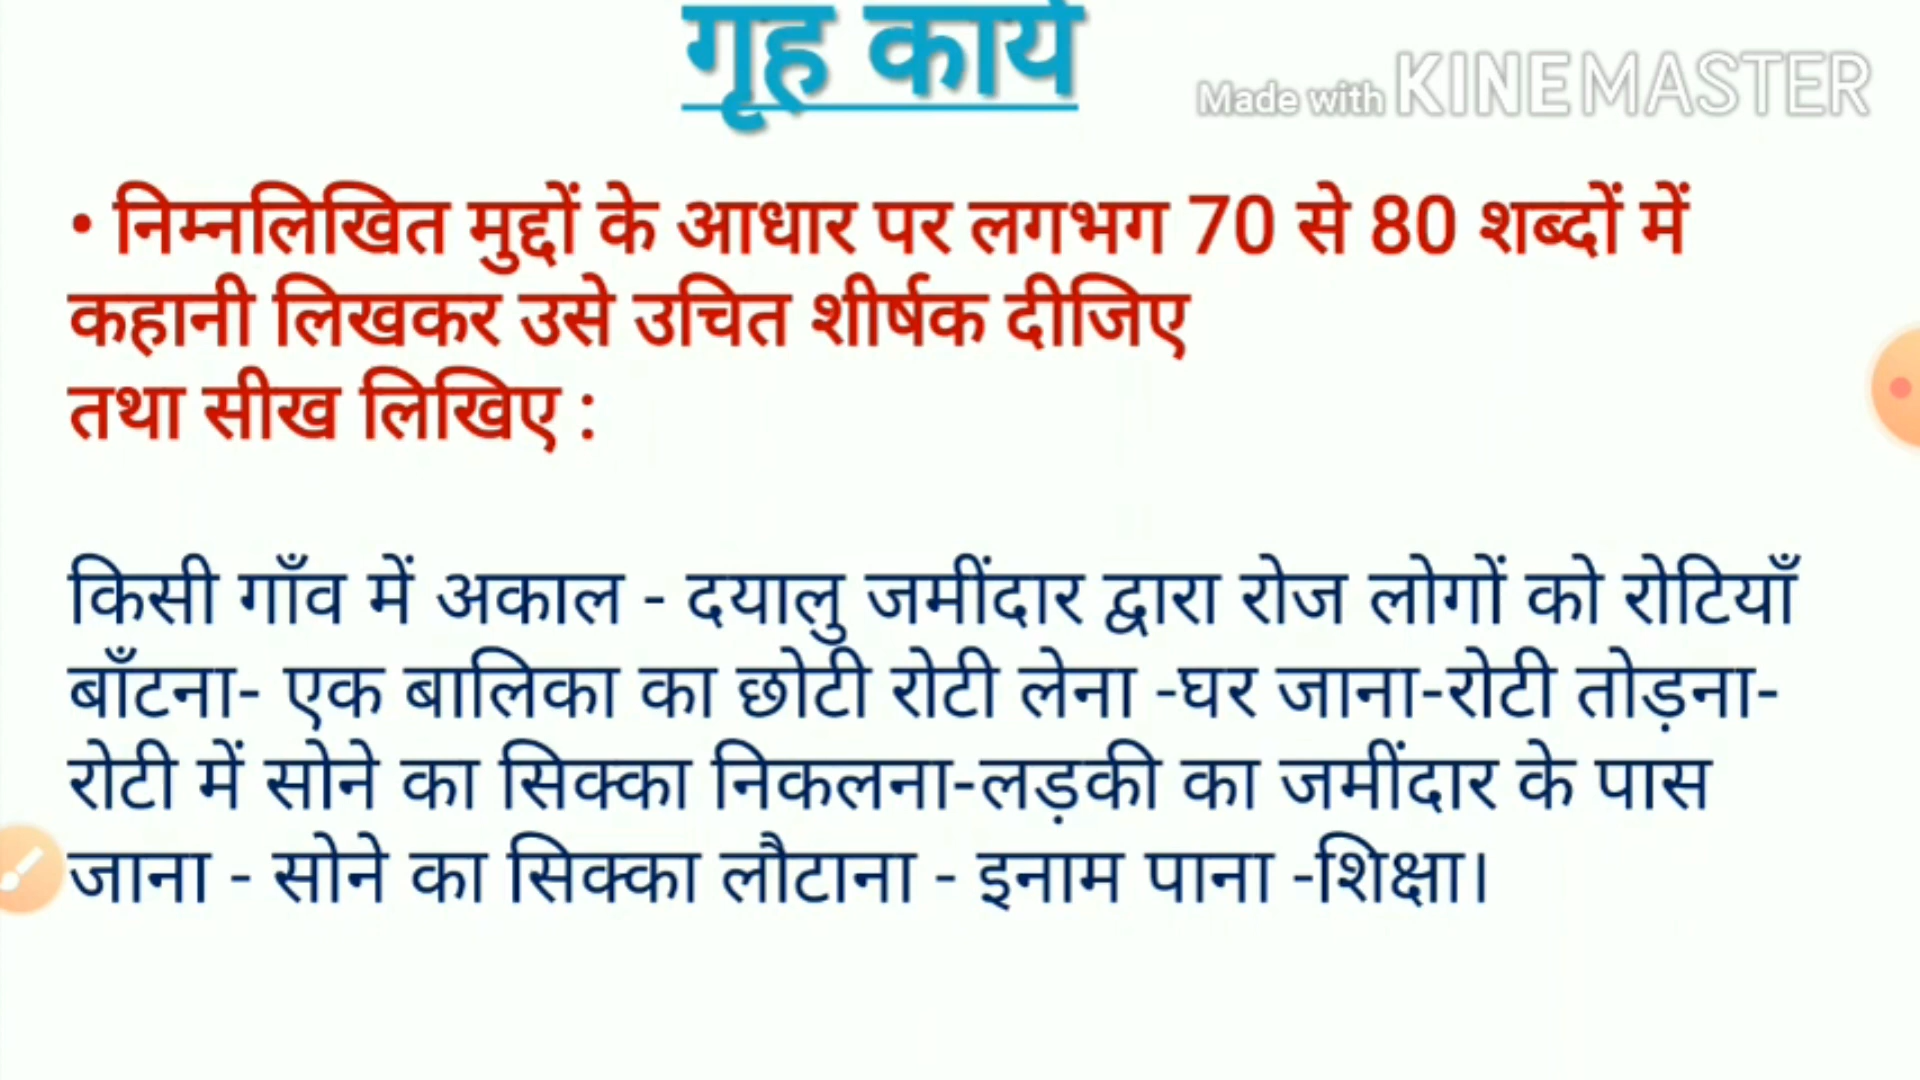 गृह कार्य
Made with KINEMASTER
• निम्नलिखित मुद्दों के आधार पर लगभग 70 से 80 शब्दों में
कहानी लिखकर उसे उचित शीर्षक दीजिए
तथा सीख लिखिए :
किसी गाँव में अकाल - दयालु जमींदार द्वारा रोज लोगों को रोटियाँ
बाँटना- एक बालिका का छोटी रोटी लेना -घर जाना-रोटी तोड़ना-
रोटी में सोने का सिक्का निकलना-लड़की का जमींदार के पास
जाना - सोने का सिक्का लौटाना - इनाम पाना -शिक्षा।